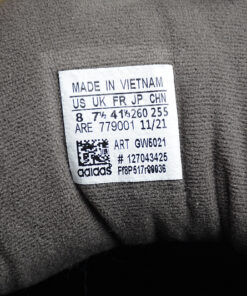 MADE IN VIETNAM
US UK FR JP CHN
8 7½ 41⅓ 260 255
ARE 779001 11/21
ART GW6021
# 127043425
adidas